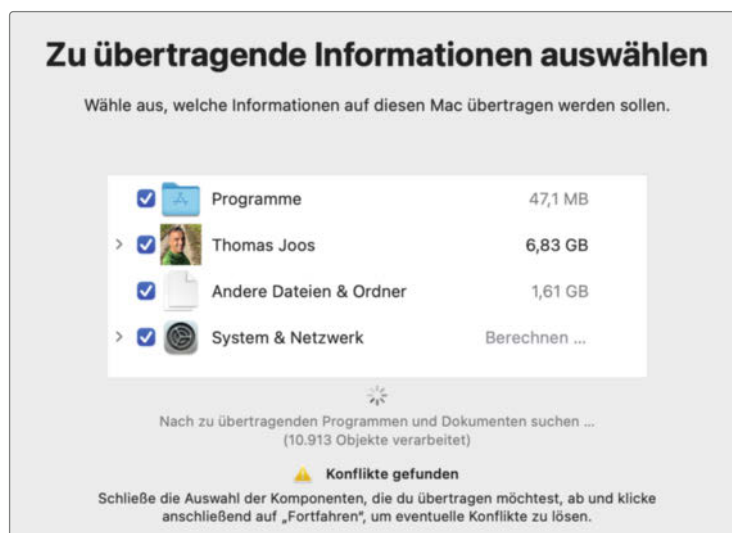 Zu übertragende Informationen auswählen
Wähle aus, welche Informationen auf diesen Mac übertragen werden sollen.
Programme 47,1 MB
Thomas Joos 6,83 GB
Andere Dateien & Ordner 1,61 GB
System & Netzwerk Berechnen ...
Nach zu übertragenden Programmen und Dokumenten suchen ...
(10.913 Objekte verarbeitet)
Konflikte gefunden
Schließe die Auswahl der Komponenten, die du übertragen möchtest, ab und klicke
anschließend auf „Fortfahren“, um eventuelle Konflikte zu lösen.